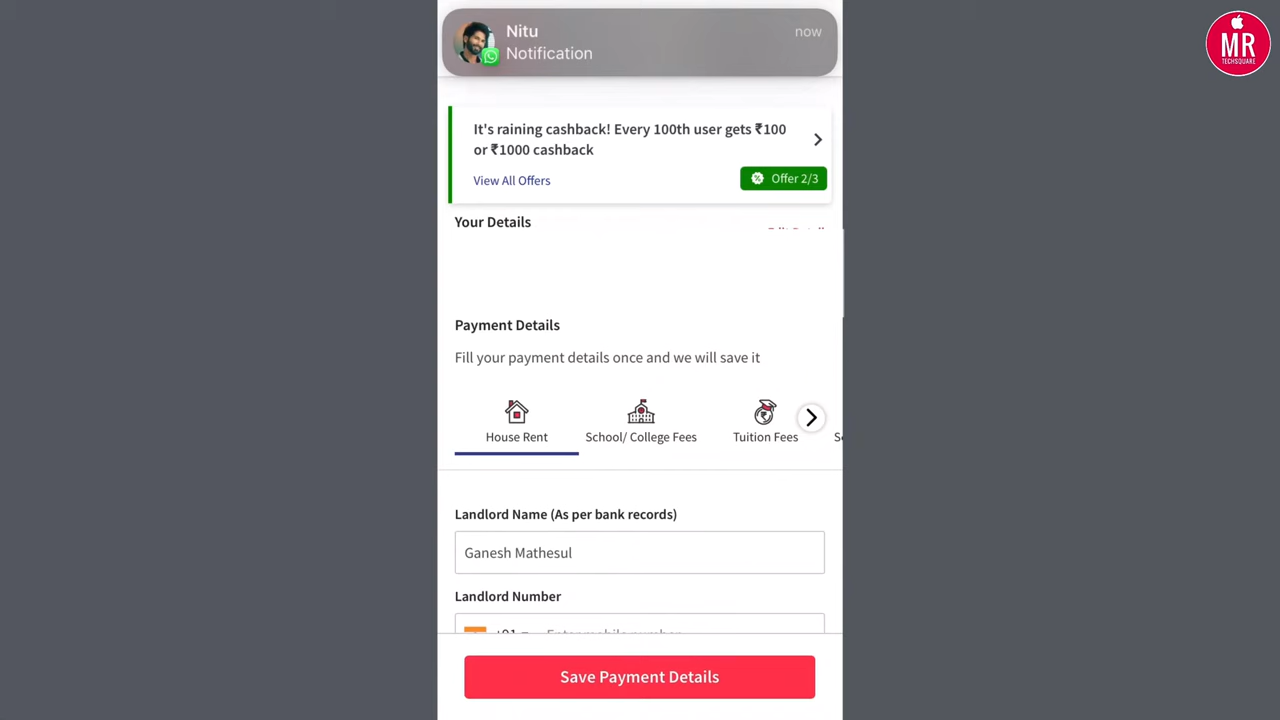 Nitu
now
Notification
MR
TECHSQUARE
It's raining cashback! Every 100th user gets ₹100
or ₹1000 cashback
View All Offers
Offer 2/3
Your Details
Payment Details
Fill your payment details once and we will save it
House Rent
School/ College Fees
Tuition Fees
Landlord Name (As per bank records)
Ganesh Mathesul
Landlord Number
Save Payment Details